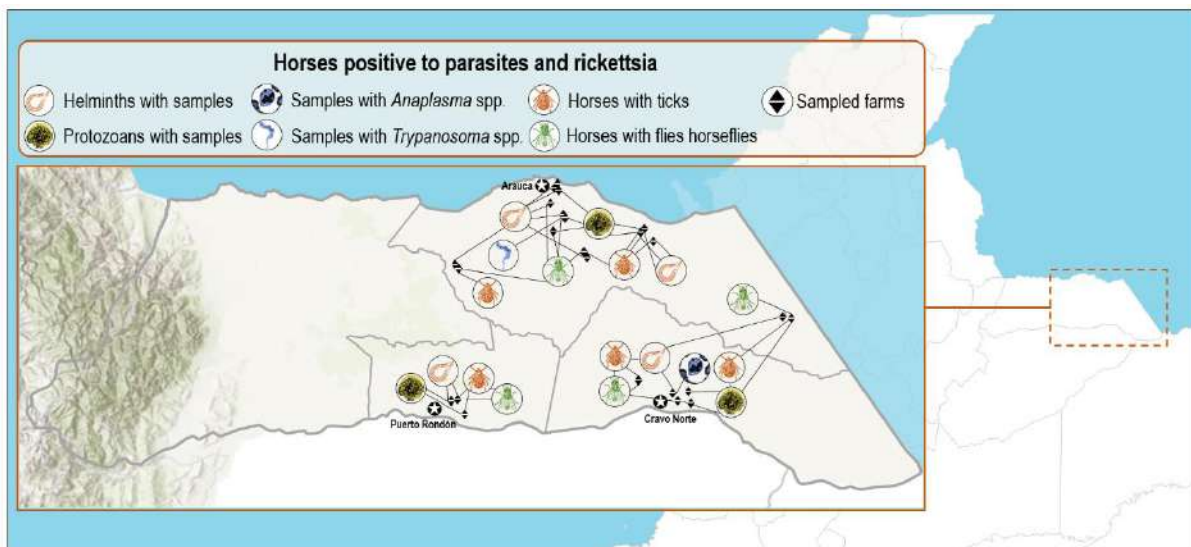 Horses positive to parasites and rickettsia
Helminths with samples
Samples with Anaplasma spp.
Horses with ticks
Sampled farms
Protozoans with samples
Samples with Trypanosoma spp.
Horses with flies horseflies
Arauca
Puerto Rondón
Cravo Norte